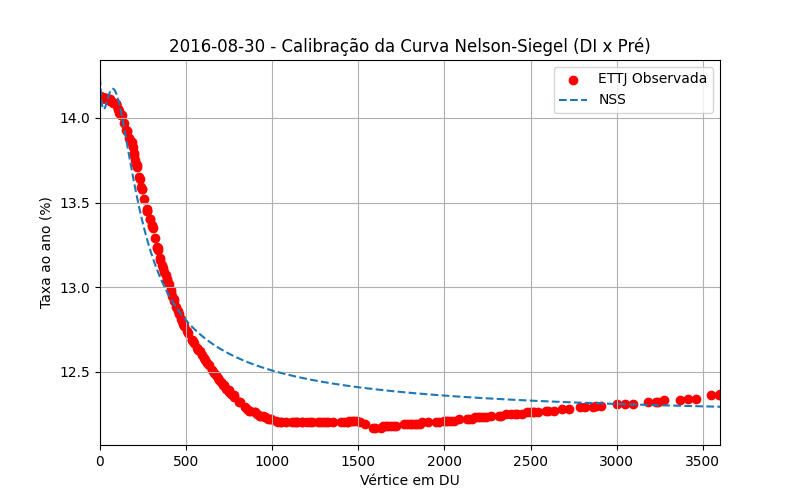 2016-08-30 - Calibração da Curva Nelson-Siegel (DI x Pré)
ETTJ Observada
NSS
Taxa ao ano (%)
14.0
13.5
13.0
12.5
0 500 1000 1500 2000 2500 3000 3500
Vértice em DU